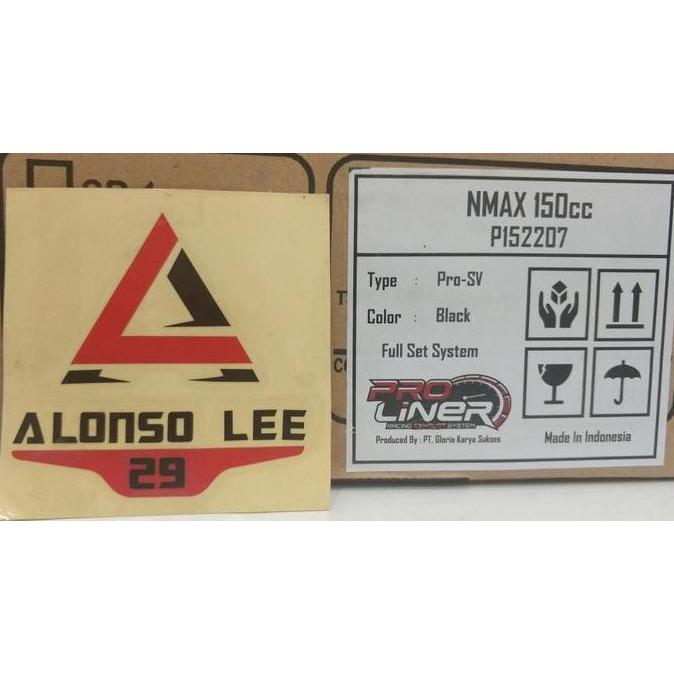 ALONSO LEE
29
NMAX 150cc
P152207
Type : Pro-SV
Color : Black
Full Set System
PRO
LINER
RACING EXHAUST SYSTEM
Produced By : PT. Gloria Karya Sukses
Made In Indonesia